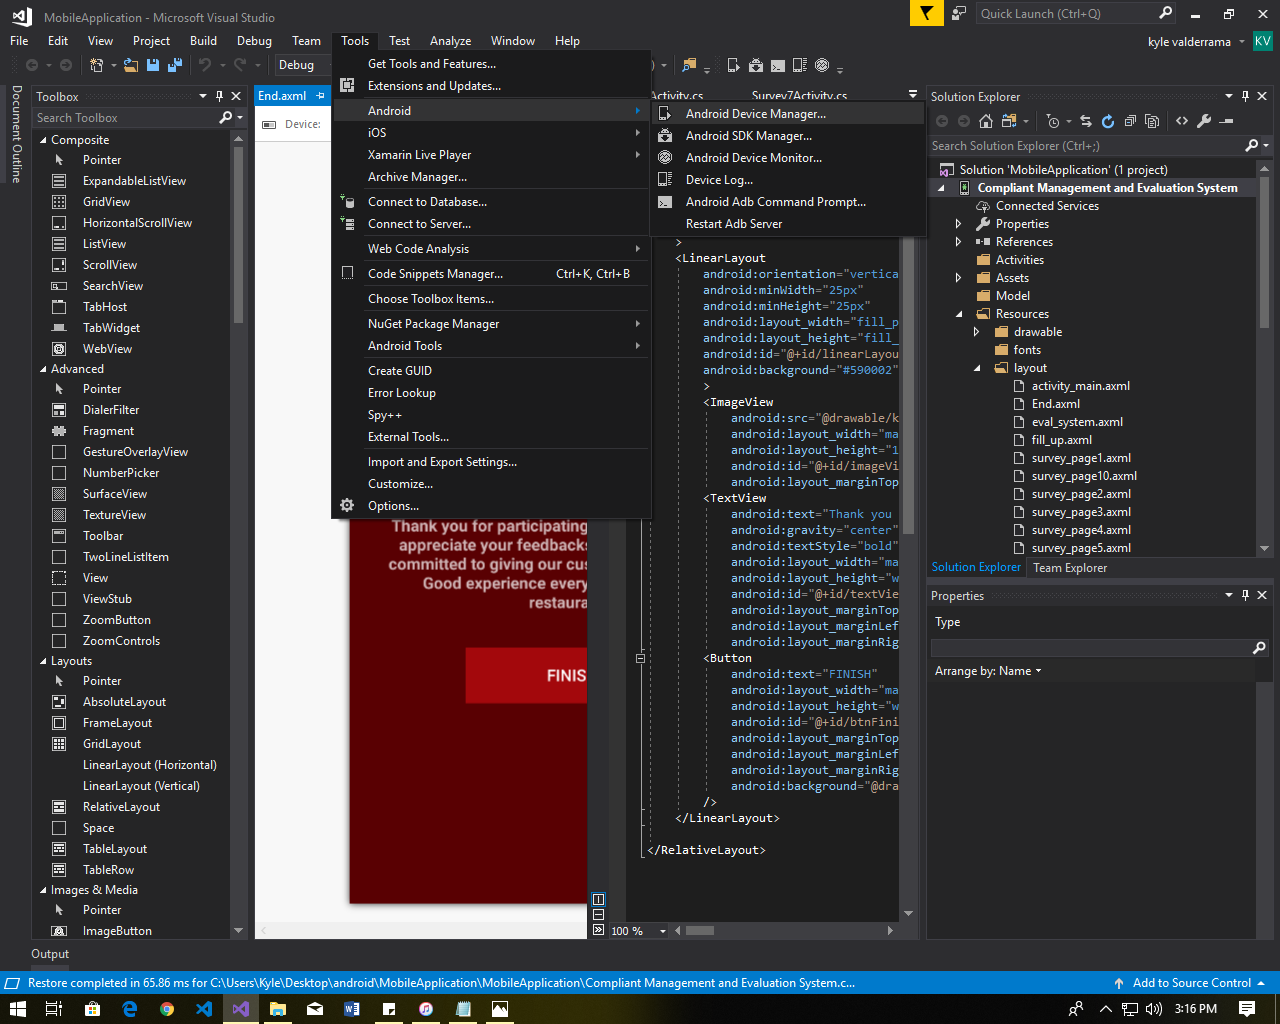 MobileApplication - Microsoft Visual Studio
Quick Launch (Ctrl+Q)
File Edit View Project Build Debug Team Tools Test Analyze Window Help
kyle valderrama KV
Debug
Document Outline
Toolbox
Search Toolbox
Composite
Pointer
ExpandableListView
GridView
HorizontalScrollView
ListView
ScrollView
SearchView
TabHost
TabWidget
WebView
Advanced
Pointer
DialerFilter
Fragment
GestureOverlayView
NumberPicker
SurfaceView
TextureView
Toolbar
TwoLineListItem
View
ViewStub
ZoomButton
ZoomControls
Layouts
Pointer
AbsoluteLayout
FrameLayout
GridLayout
LinearLayout (Horizontal)
LinearLayout (Vertical)
RelativeLayout
Space
TableLayout
TableRow
Images & Media
Pointer
ImageButton
Output
End.axml
Device:
Get Tools and Features...
Extensions and Updates...
Android
iOS
Xamarin Live Player
Archive Manager...
Connect to Database...
Connect to Server...
Web Code Analysis
Code Snippets Manager... Ctrl+K, Ctrl+B
Choose Toolbox Items...
NuGet Package Manager
Android Tools
Create GUID
Error Lookup
Spy++
External Tools...
Import and Export Settings...
Customize...
Options...
Activity.cs
Survey7Activity.cs
Android Device Manager...
Android SDK Manager...
Android Device Monitor...
Device Log...
Android Adb Command Prompt...
Restart Adb Server
Thank you for participating
appreciate your feedbacks
committed to giving our cus
Good experience every
restaura
FINIS
>
<LinearLayout
android:orientation="vertica
android:minWidth="25px"
android:minHeight="25px"
android:layout_width="fill_p
android:layout_height="fill_
android:id="@+id/linearLayou
android:background="#590002"
>
<ImageView
android:src="@drawable/k
android:layout_width="ma
android:layout_height="1
android:id="@+id/imageVi
android:layout_marginTop
<TextView
android:text="Thank you
android:gravity="center"
android:textStyle="bold"
android:layout_width="ma
android:layout_height="w
android:id="@+id/textVie
android:layout_marginTop
android:layout_marginLef
android:layout_marginRig
<Button
android:text="FINISH"
android:layout_width="ma
android:layout_height="w
android:id="@+id/btnFini
android:layout_marginTop
android:layout_marginLef
android:layout_marginRig
android:background="@dra
/>
</LinearLayout>
</RelativeLayout>
100 %
Solution Explorer
Search Solution Explorer (Ctrl+;)
Solution 'MobileApplication' (1 project)
Compliant Management and Evaluation System
Connected Services
Properties
References
Activities
Assets
Model
Resources
drawable
fonts
layout
activity_main.axml
End.axml
eval_system.axml
fill_up.axml
survey_page1.axml
survey_page10.axml
survey_page2.axml
survey_page3.axml
survey_page4.axml
survey_page5.axml
Solution Explorer Team Explorer
Properties
Type
Arrange by: Name
Restore completed in 65.86 ms for C:\Users\Kyle\Desktop\android\MobileApplication\MobileApplication\Compliant Management and Evaluation System.c...
Add to Source Control
3:16 PM